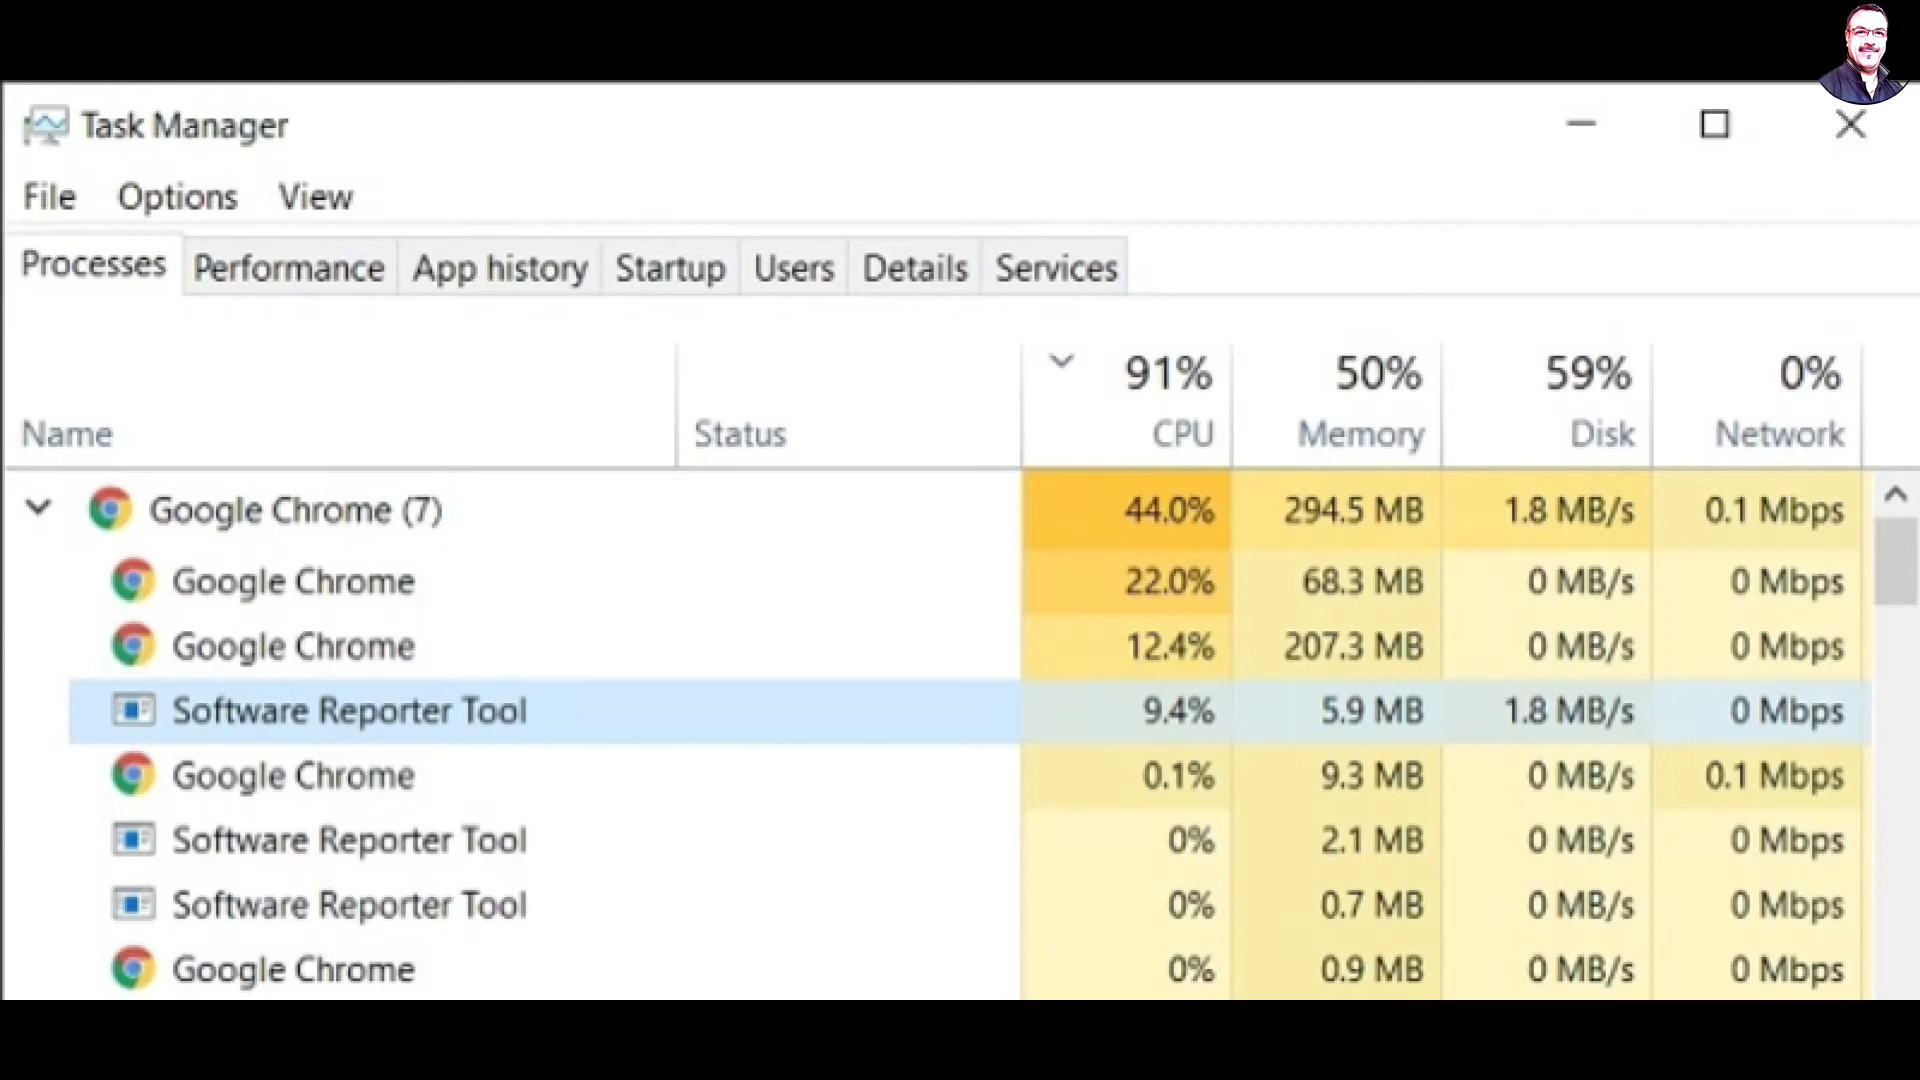 Task Manager
File Options View
Processes Performance App history Startup Users Details Services
91% 50% 59% 0%
Name Status CPU Memory Disk Network
Google Chrome (7) 44.0% 294.5 MB 1.8 MB/s 0.1 Mbps
Google Chrome 22.0% 68.3 MB 0 MB/s 0 Mbps
Google Chrome 12.4% 207.3 MB 0 MB/s 0 Mbps
Software Reporter Tool 9.4% 5.9 MB 1.8 MB/s 0 Mbps
Google Chrome 0.1% 9.3 MB 0 MB/s 0.1 Mbps
Software Reporter Tool 0% 2.1 MB 0 MB/s 0 Mbps
Software Reporter Tool 0% 0.7 MB 0 MB/s 0 Mbps
Google Chrome 0% 0.9 MB 0 MB/s 0 Mbps